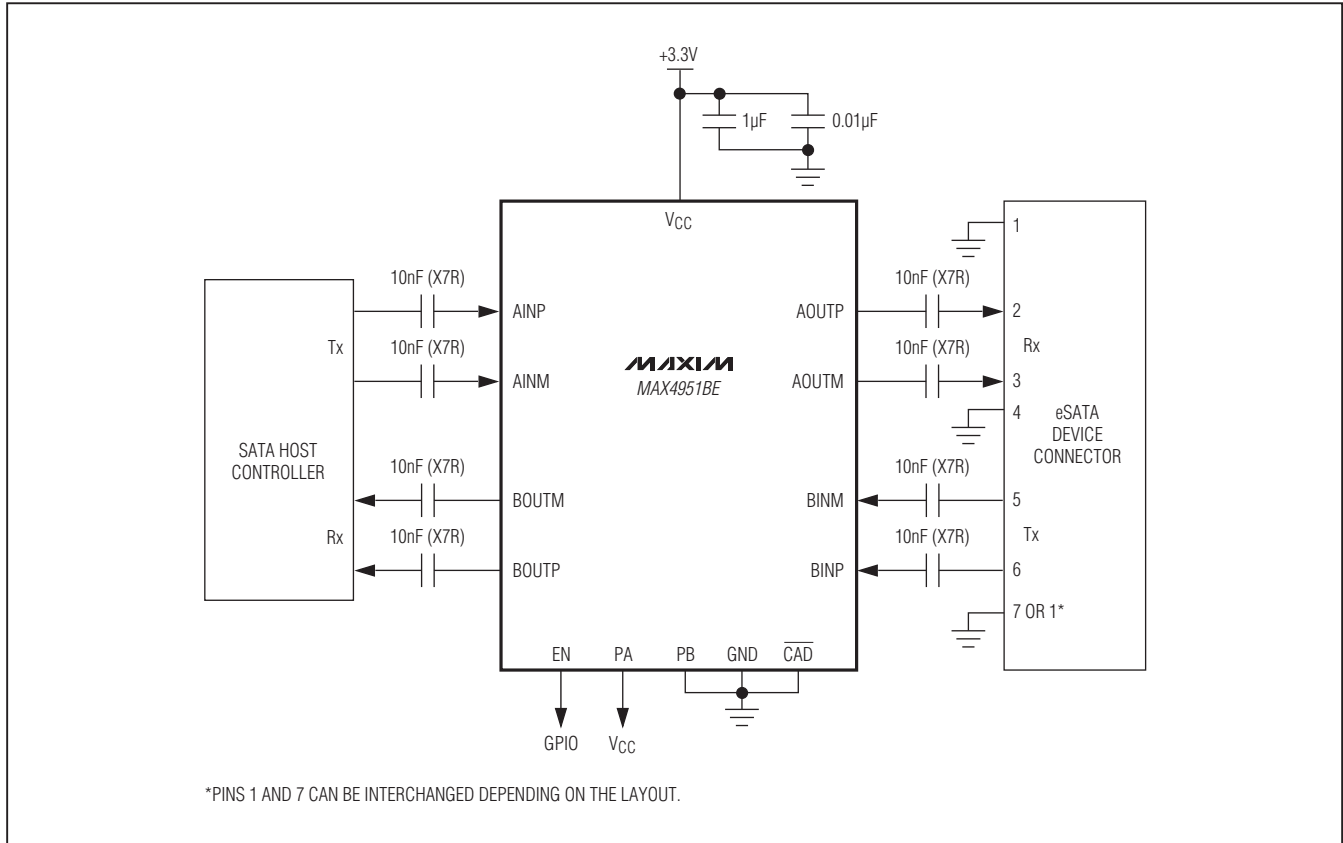 +3.3V
1µF
0.01µF
VCC
1
10nF (X7R)
10nF (X7R)
AINP
AOUTP
2
Tx
10nF (X7R)
MAXIM
MAX4951BE
10nF (X7R)
Rx
AINM
AOUTM
3
4
SATA HOST
CONTROLLER
eSATA
DEVICE
CONNECTOR
10nF (X7R)
10nF (X7R)
BOUTM
BINM
5
Rx
10nF (X7R)
10nF (X7R)
Tx
BOUTP
BINP
6
7 OR 1*
EN
PA
PB
GND
CAD
GPIO
VCC
*PINS 1 AND 7 CAN BE INTERCHANGED DEPENDING ON THE LAYOUT.